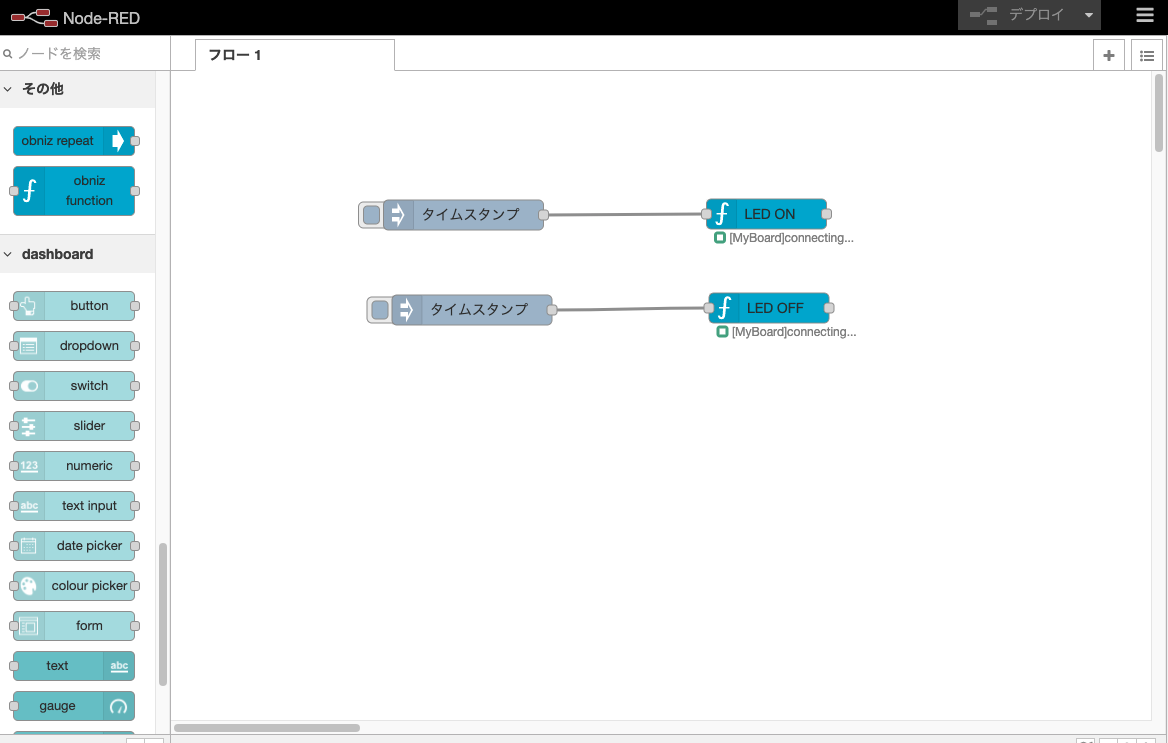 Node-RED
デプロイ
ノードを検索
フロー 1
その他
obniz repeat
obniz
function
dashboard
button
dropdown
switch
slider
123
numeric
abc
text input
date picker
colour picker
form
text
abc
gauge
タイムスタンプ
LED ON
[MyBoard]connecting...
タイムスタンプ
LED OFF
[MyBoard]connecting...